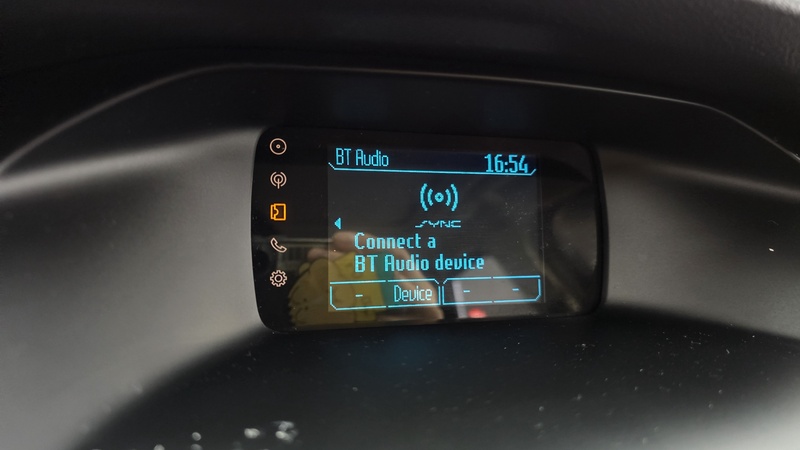 BT Audio
16:54
SYNC
Connect a
BT Audio device
- Device - -